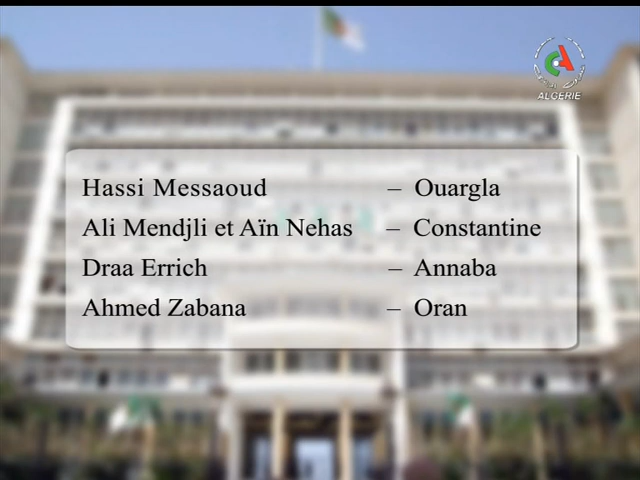 ALGERIE
Hassi Messaoud – Ouargla
Ali Mendjli et Aïn Nehas – Constantine
Draa Errich – Annaba
Ahmed Zabana – Oran